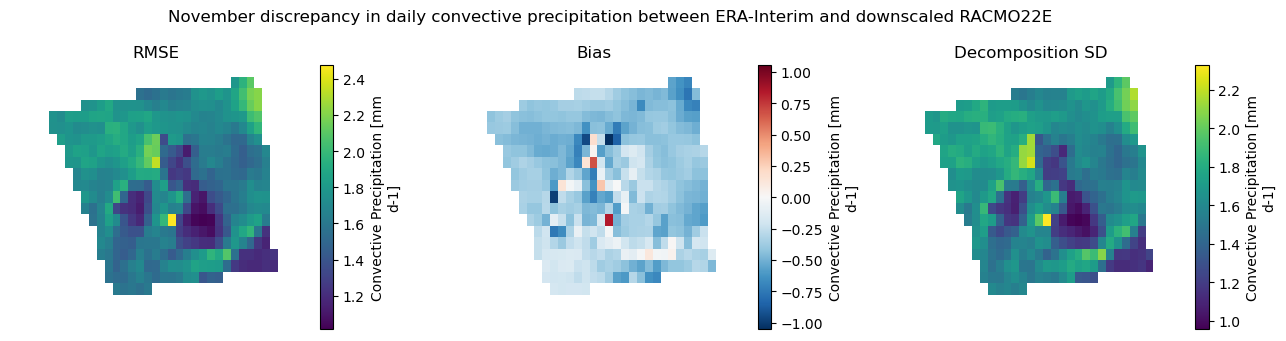 November discrepancy in daily convective precipitation between ERA-Interim and downscaled RACMO22E
RMSE
2.4
2.2
2.0
1.8
1.6
1.4
1.2
Convective Precipitation [mm
d-1]
Bias
1.00
0.75
0.50
0.25
0.00
−0.25
−0.50
−0.75
−1.00
Convective Precipitation [mm
d-1]
Decomposition SD
2.2
2.0
1.8
1.6
1.4
1.2
1.0
Convective Precipitation [mm
d-1]